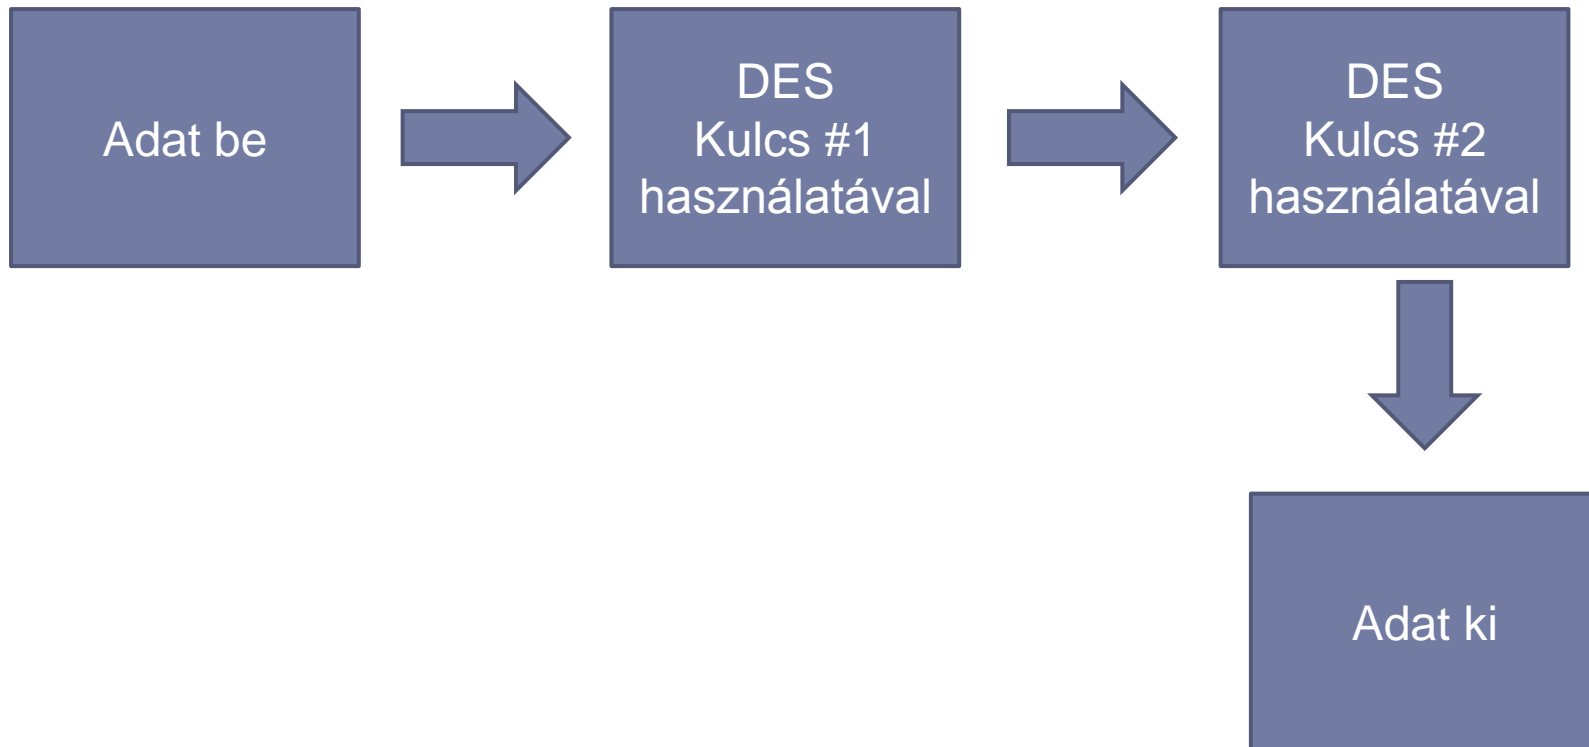 Adat be
DES
Kulcs #1
használatával
DES
Kulcs #2
használatával
Adat ki